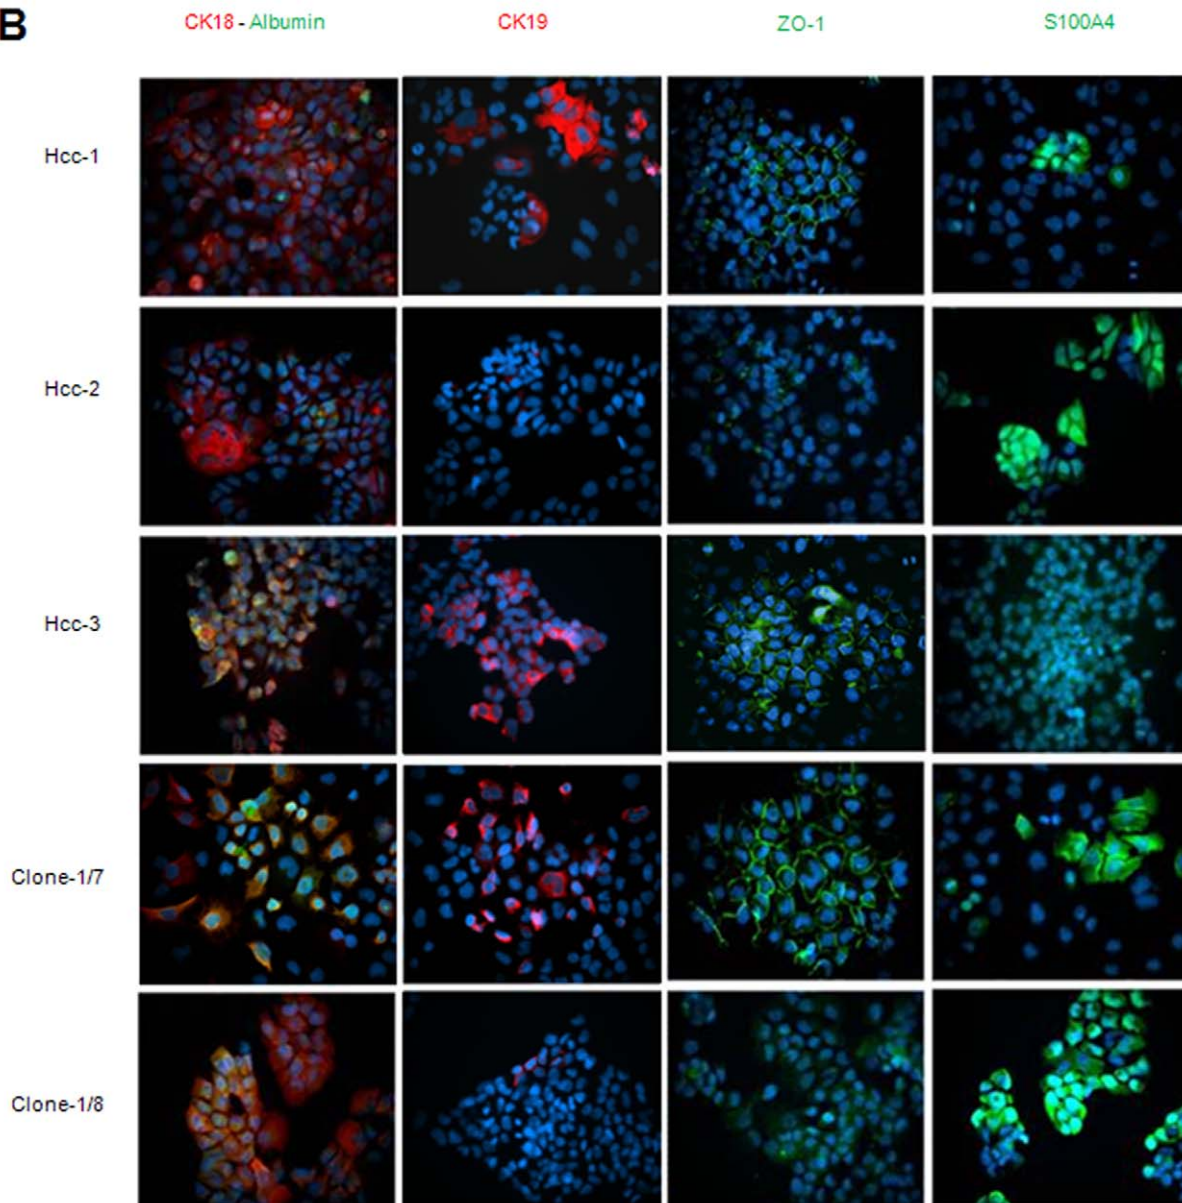 B
CK18 - Albumin CK19 ZO-1 S100A4
Hcc-1
Hcc-2
Hcc-3
Clone-1/7
Clone-1/8